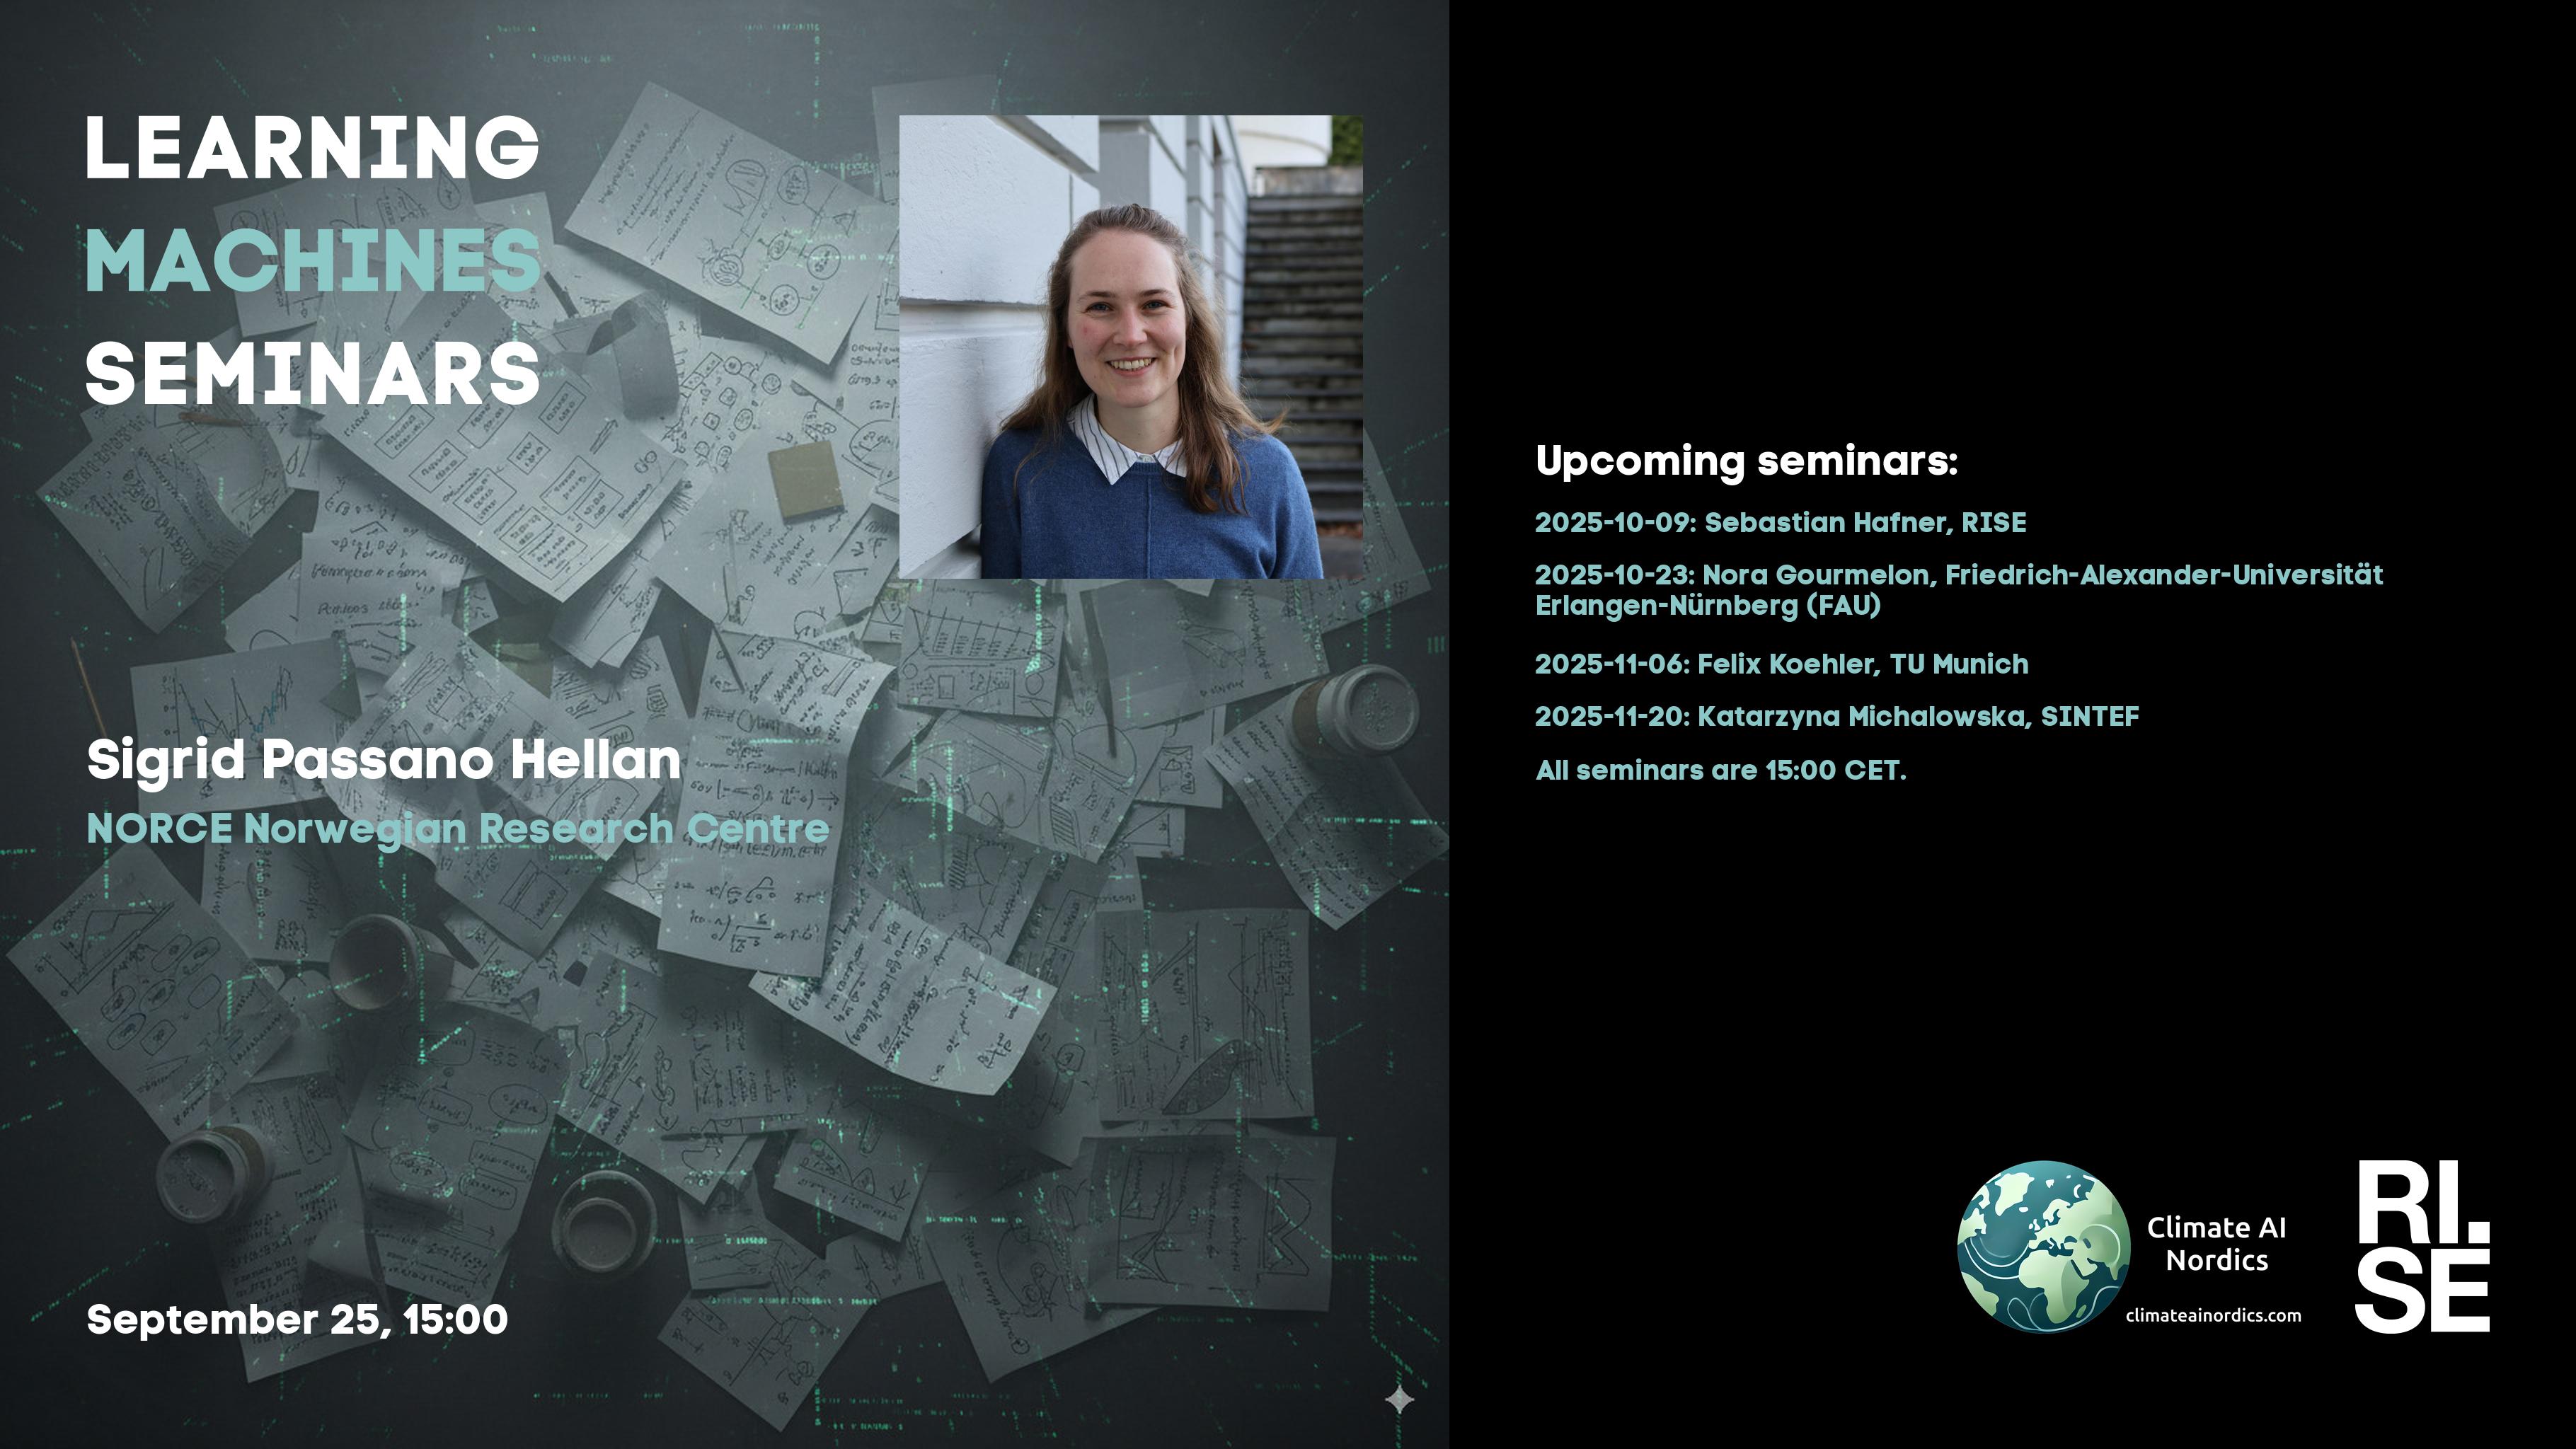 LEARNING
MACHINES
SEMINARS
Sigrid Passano Hellan
NORCE Norwegian Research Centre
September 25, 15:00
Upcoming seminars:
2025-10-09: Sebastian Hafner, RISE
2025-10-23: Nora Gourmelon, Friedrich-Alexander-Universität
Erlangen-Nürnberg (FAU)
2025-11-06: Felix Koehler, TU Munich
2025-11-20: Katarzyna Michalowska, SINTEF
All seminars are 15:00 CET.
Climate AI
Nordics
climateainordics.com
RI.
SE